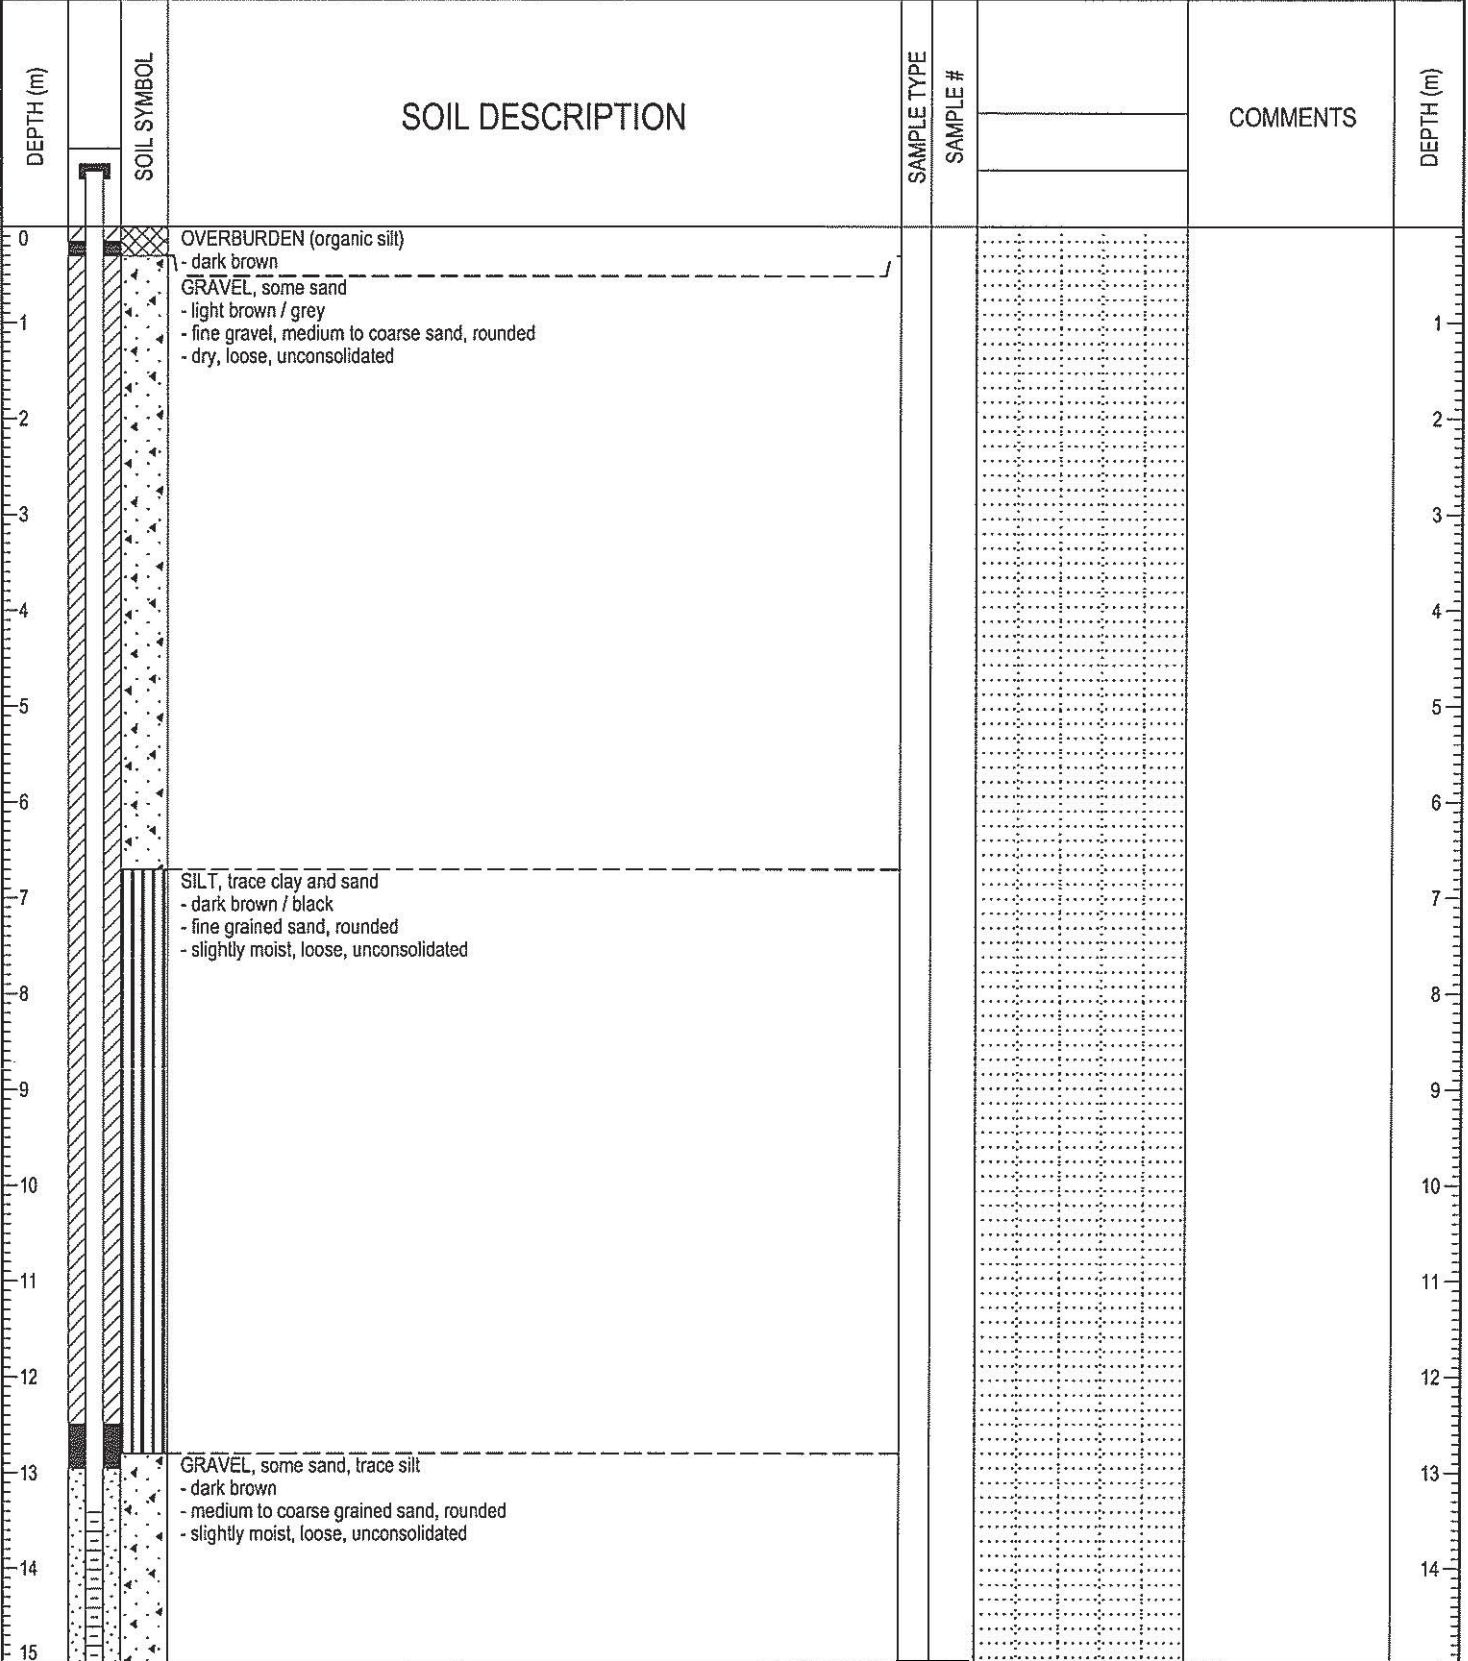 DEPTH (m)
SOIL SYMBOL
SOIL DESCRIPTION
SAMPLE TYPE
SAMPLE #
COMMENTS
DEPTH (m)
0
OVERBURDEN (organic silt)
- dark brown
GRAVEL, some sand
- light brown / grey
1
- fine gravel, medium to coarse sand, rounded
1
- dry, loose, unconsolidated
2
2
3
3
4
4
5
5
6
6
SILT, trace clay and sand
7
- dark brown / black
7
- fine grained sand, rounded
- slightly moist, loose, unconsolidated
8
8
9
9
10
10
11
11
12
12
GRAVEL, some sand, trace silt
13
13
- dark brown
- medium to coarse grained sand, rounded
- slightly moist, loose, unconsolidated
14
14
15